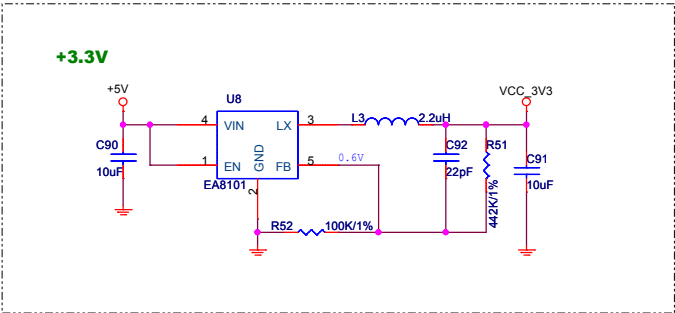 +3.3V
+5V
VCC_3V3
U8
4
VIN
LX
3
L3
2.2uH
C90
10uF
1
EN
GND
FB
5
0.6V
C92
22pF
R51
442K/1%
C91
10uF
EA8101
2
R52
100K/1%